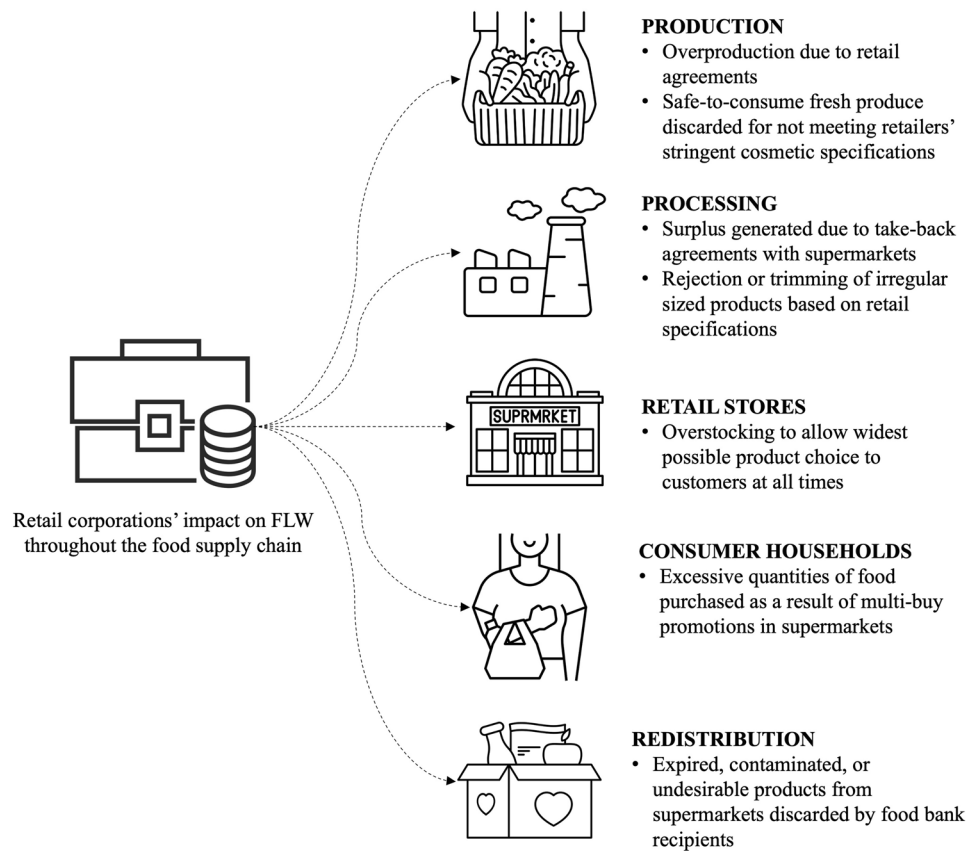 PRODUCTION
• Overproduction due to retail
agreements
• Safe-to-consume fresh produce
discarded for not meeting retailers’
stringent cosmetic specifications
PROCESSING
• Surplus generated due to take-back
agreements with supermarkets
• Rejection or trimming of irregular
sized products based on retail
specifications
SUPRMRKET
RETAIL STORES
• Overstocking to allow widest
possible product choice to
customers at all times
Retail corporations’ impact on FLW
throughout the food supply chain
CONSUMER HOUSEHOLDS
• Excessive quantities of food
purchased as a result of multi-buy
promotions in supermarkets
REDISTRIBUTION
• Expired, contaminated, or
undesirable products from
supermarkets discarded by food bank
recipients